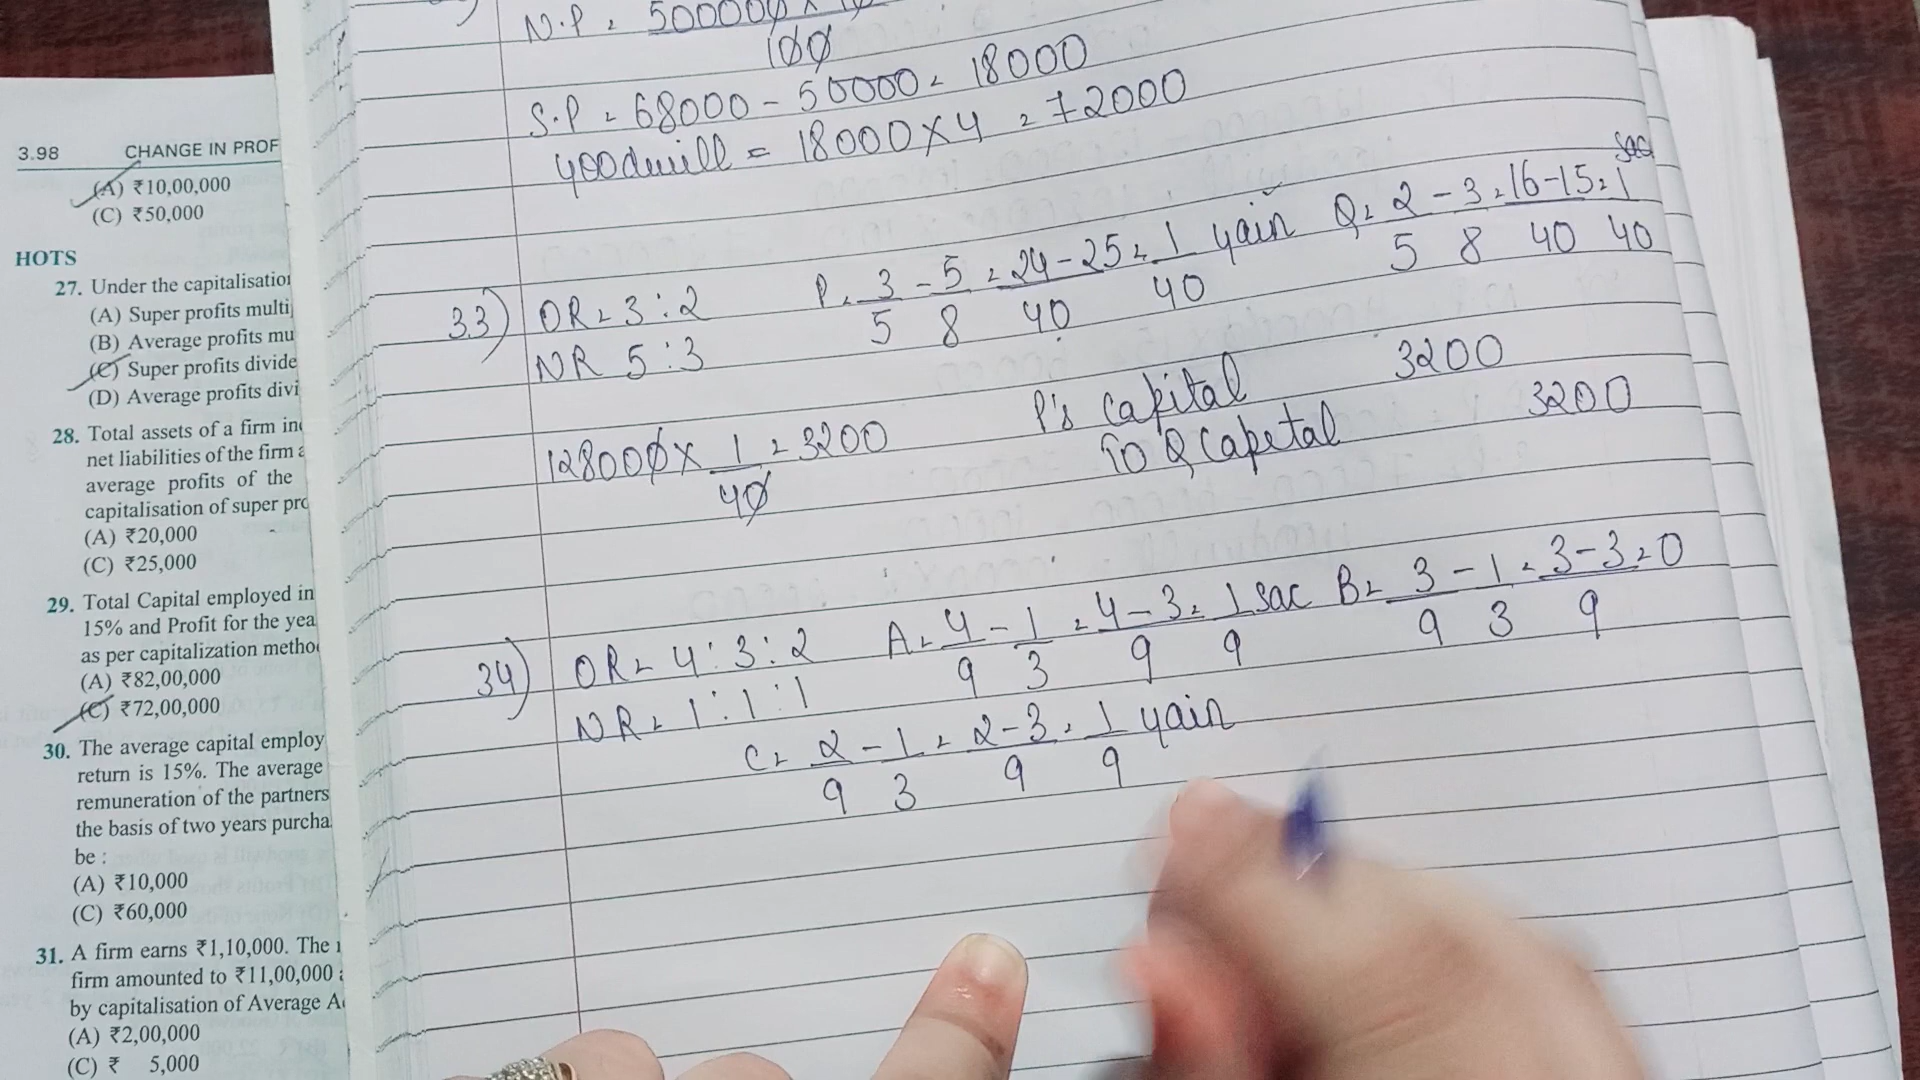 3.98 CHANGE IN PROF
(A) ₹10,00,000
(C) ₹50,000
HOTS
27. Under the capitalisation
(A) Super profits multi
(B) Average profits mu
(C) Super profits divide
(D) Average profits divi
28. Total assets of a firm in
net liabilities of the firm a
average profits of the
capitalisation of super pro
(A) ₹20,000
(C) ₹25,000
29. Total Capital employed in
15% and Profit for the yea
as per capitalization metho
(A) ₹82,00,000
(C) ₹72,00,000
30. The average capital employ
return is 15%. The average
remuneration of the partners
the basis of two years purcha
be :
(A) ₹10,000
(C) ₹60,000
31. A firm earns ₹1,10,000. The
firm amounted to ₹11,00,000
by capitalisation of Average A
(A) ₹2,00,000
(C) ₹ 5,000
N.P = 500000 × 10
100
S.P = 68000 - 50000 = 18000
Goodwill = 18000 × 4 = 72000
33) OR = 3:2 P = 3/5 - 5/8 = 24-25/40 = 1/40 gain Q = 2/5 - 3/8 = 16-15/40 = 1/40 sac
NR 5:3
128000 × 1/40 = 3200 P's Capital 3200
To Q Capital 3200
34) OR = 4:3:2 A = 4/9 - 1/3 = 4-3/9 = 1/9 sac B = 3/9 - 1/3 = 3-3/9 = 0
NR = 1:1:1
C = 2/9 - 1/3 = 2-3/9 = 1/9 gain